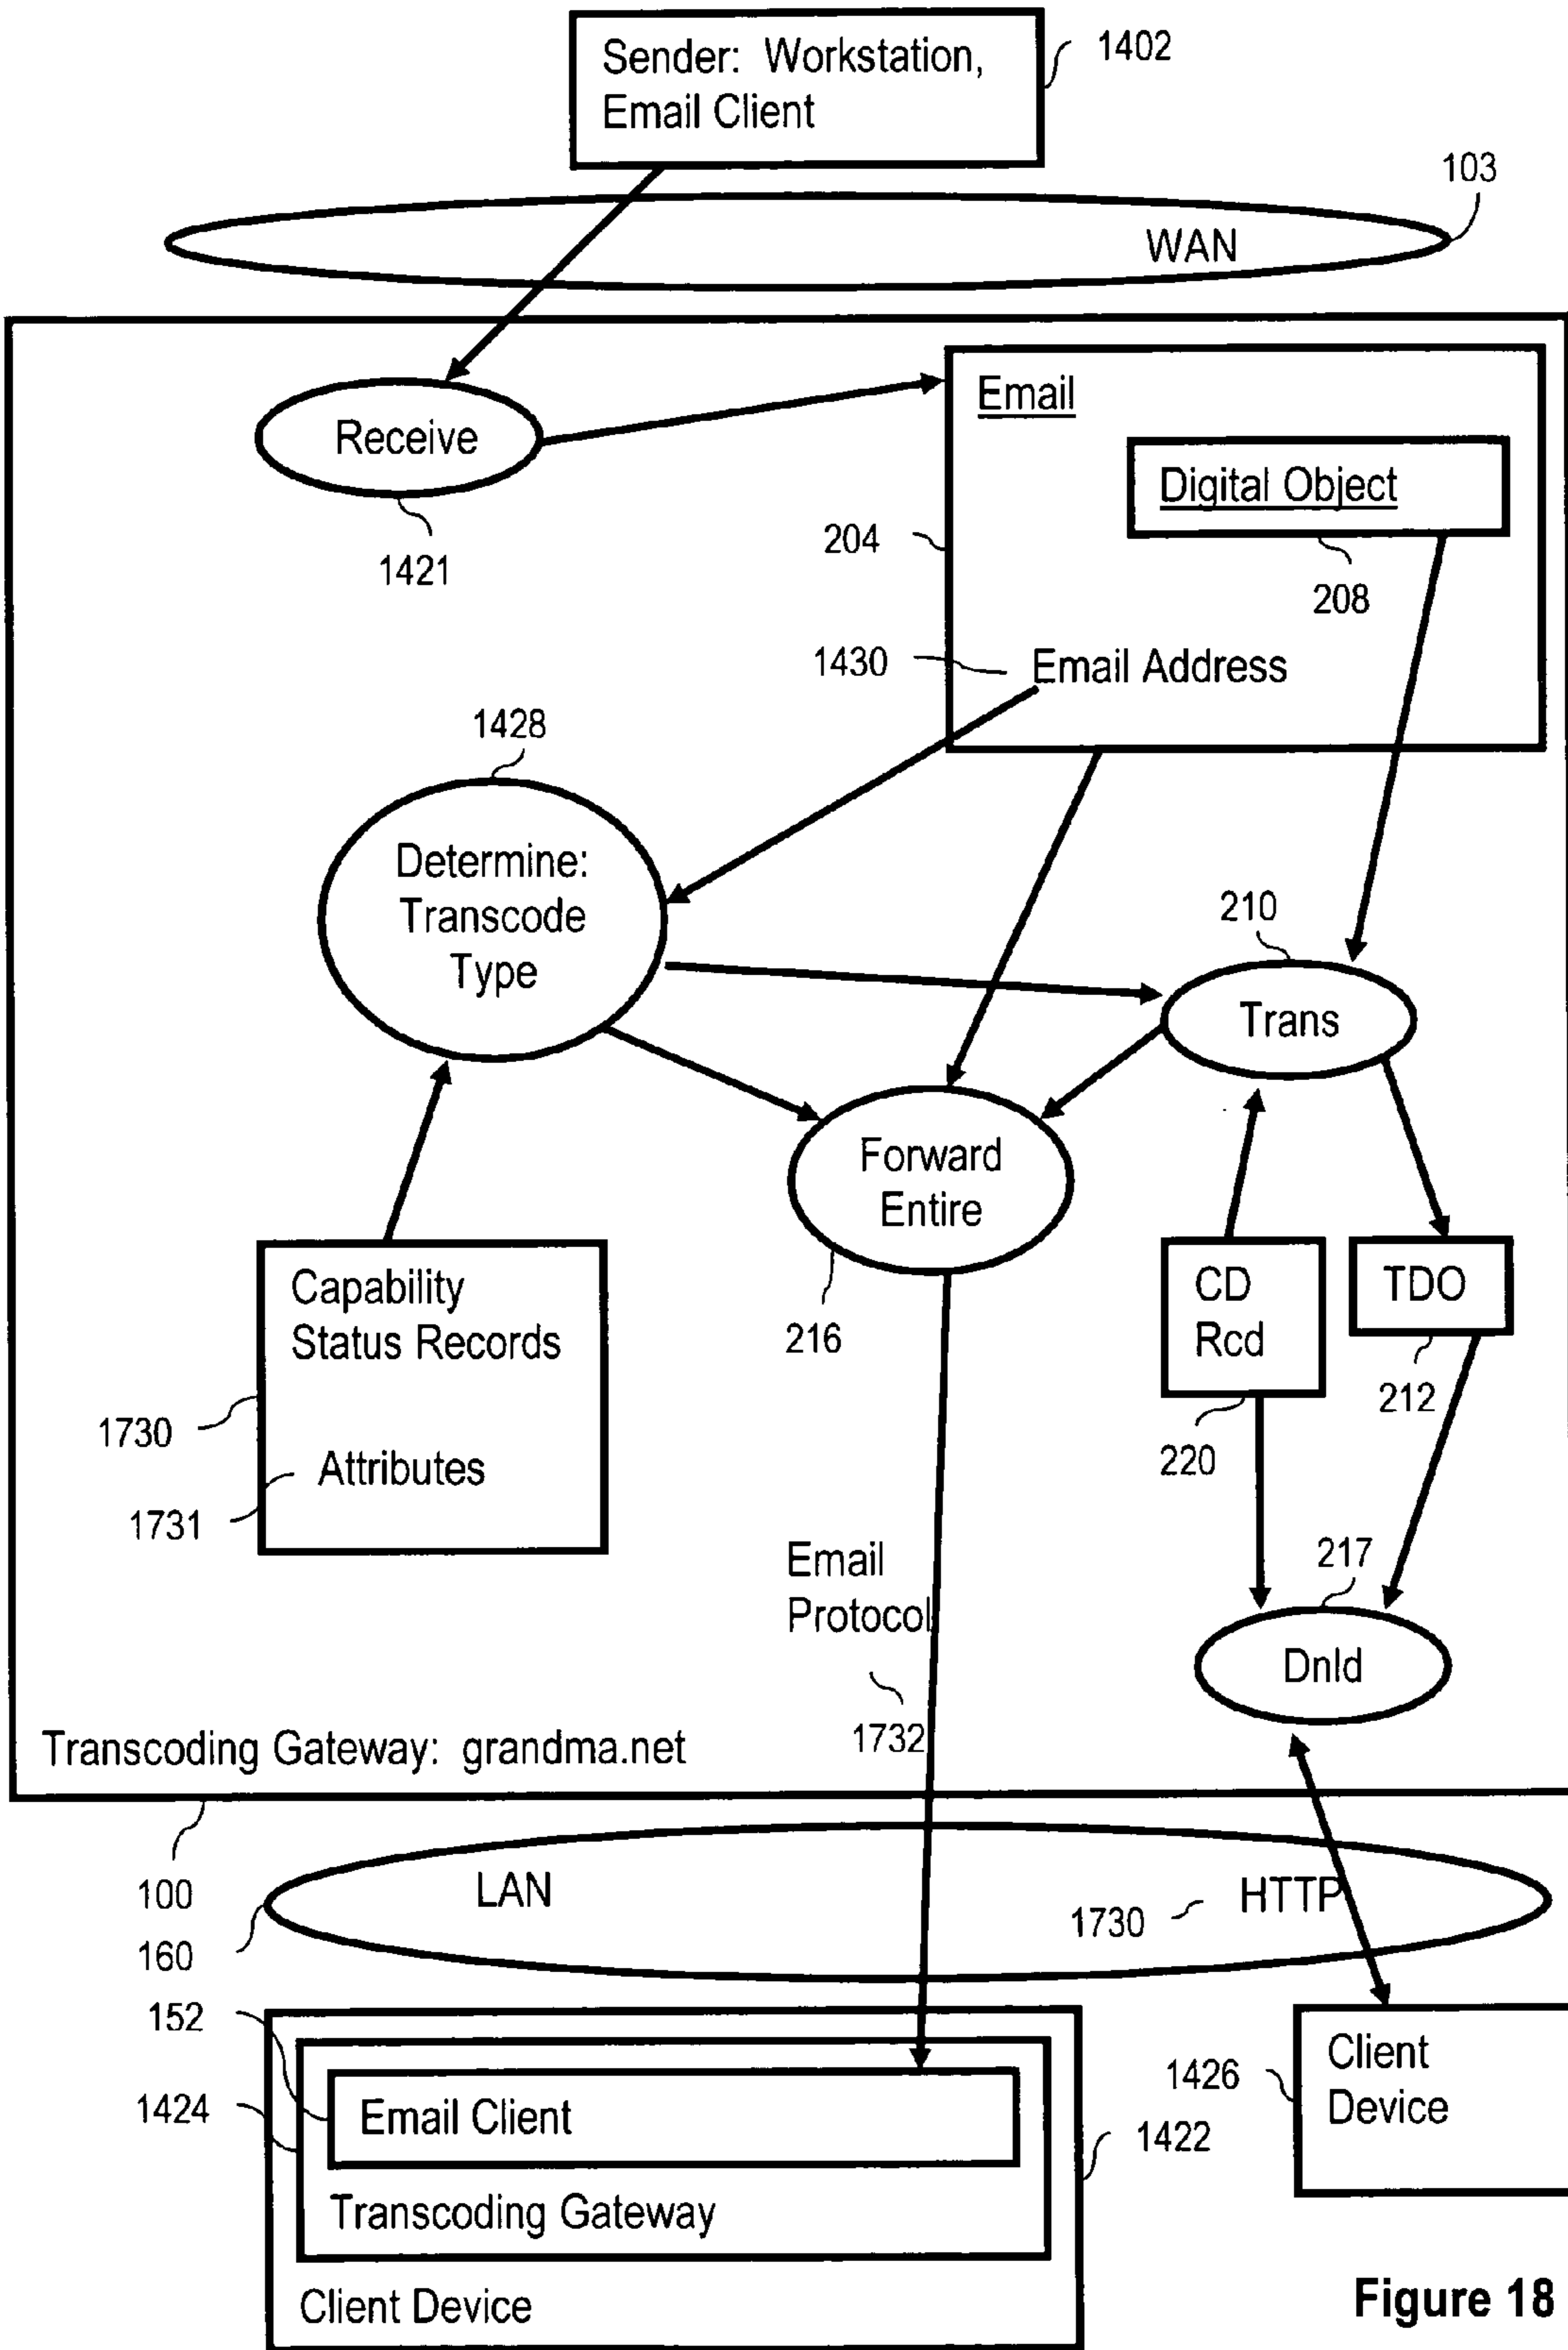 Sender: Workstation,
Email Client
1402
103
WAN
Email
Receive
Digital Object
204
1421
208
1430
Email Address
1428
Determine:
Transcode
Type
210
Trans
Forward
Entire
Capability
Status Records
CD
Rcd
TDO
216
212
1730
220
Attributes
1731
Email
Protocol
217
Dnld
1732
Transcoding Gateway: grandma.net
100
LAN
HTTP
1730
160
152
Client
Device
1426
1424
Email Client
1422
Transcoding Gateway
Client Device
Figure 18